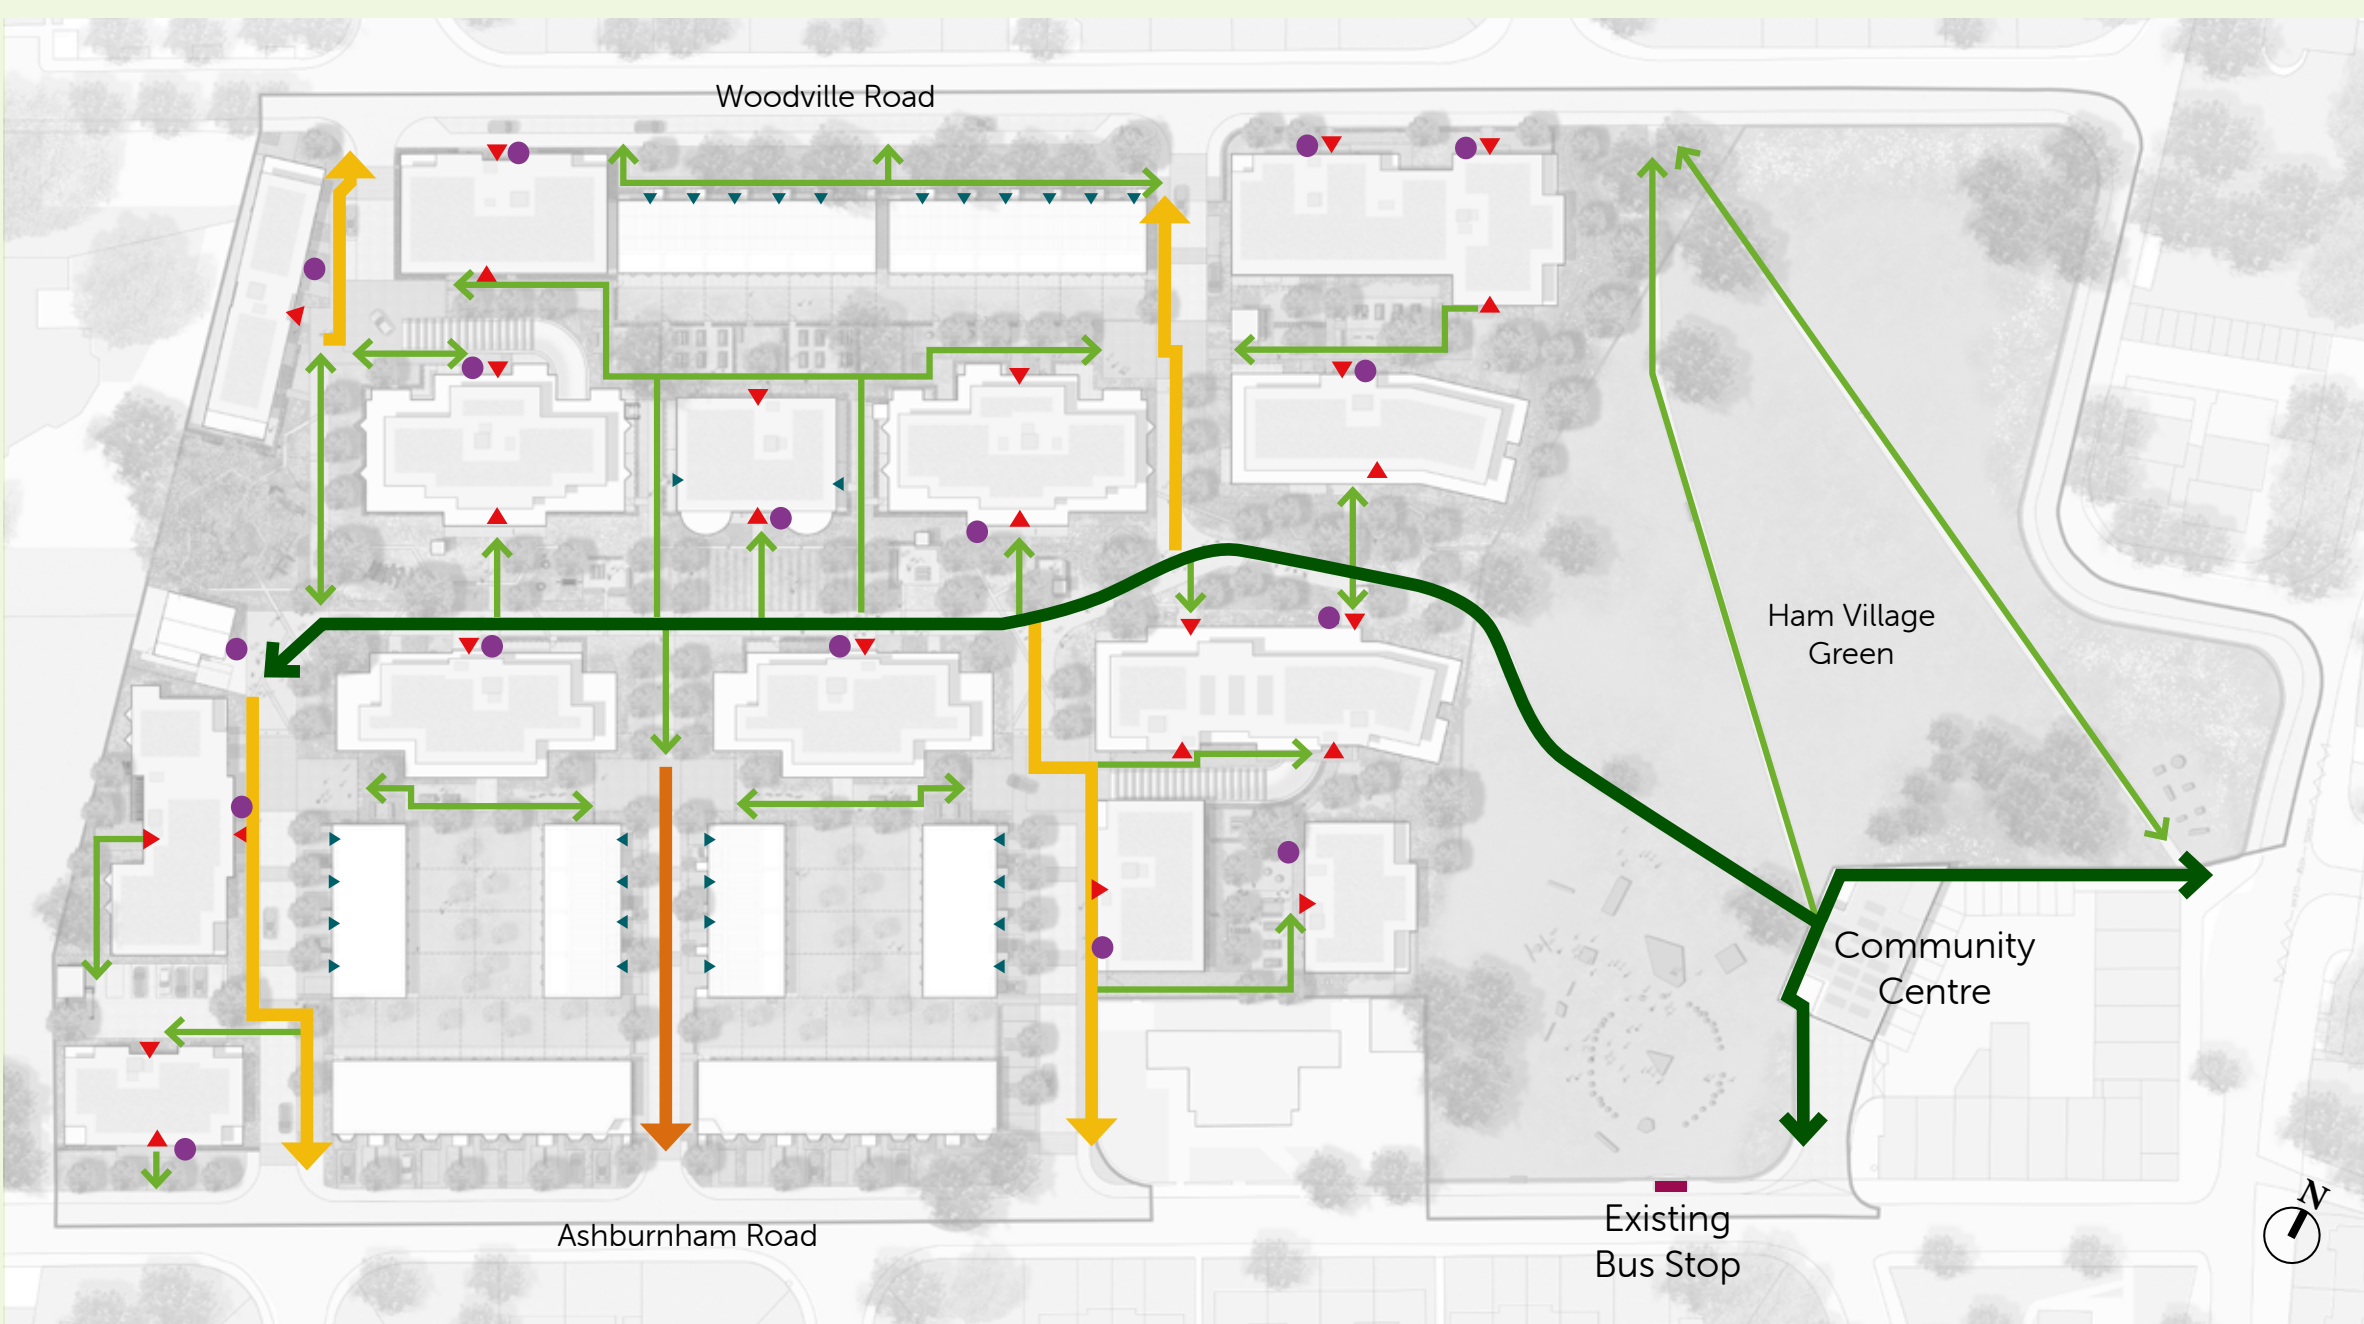 Woodville Road
Ham Village
Green
Community
Centre
Existing
Bus Stop
Ashburnham Road
N